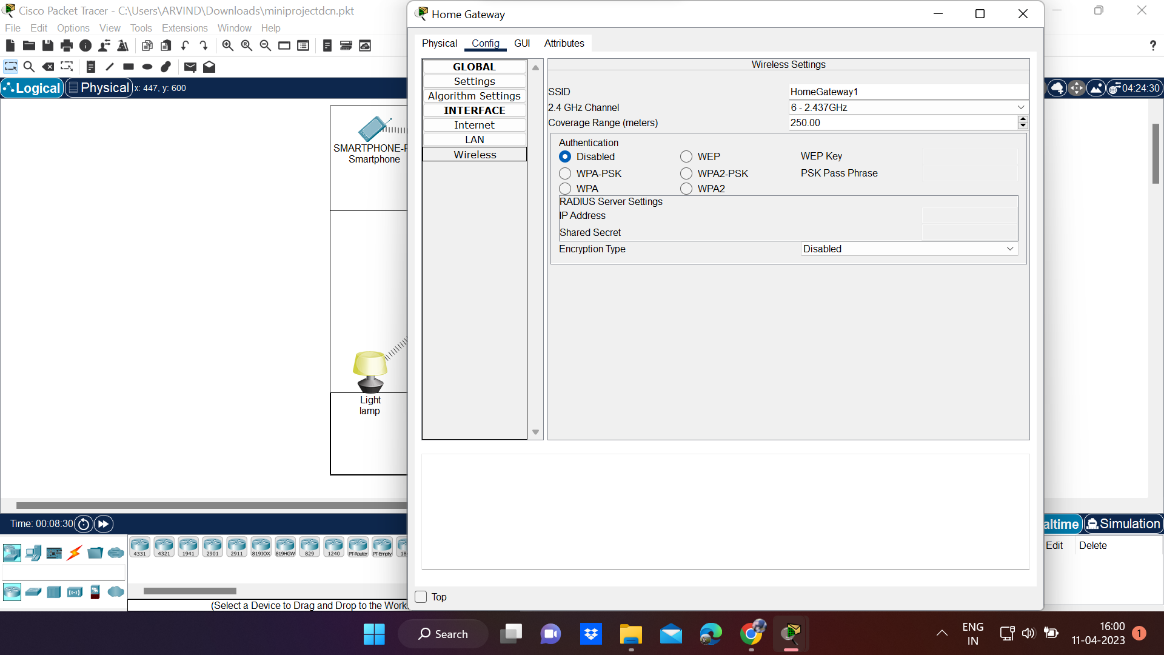 Cisco Packet Tracer - C:\Users\ARVIND\Downloads\miniprojectdcn.pkt
File Edit Options View Tools Extensions Window Help
Logical Physical x: 447, y: 600
04:24:30
?
SMARTPHONE-P
Smartphone
Light
lamp
Home Gateway
Physical Config GUI Attributes
GLOBAL
Settings
Algorithm Settings
INTERFACE
Internet
LAN
Wireless
Wireless Settings
SSID HomeGateway1
2.4 GHz Channel 6 - 2.437GHz
Coverage Range (meters) 250.00
Authentication
Disabled WEP WEP Key
WPA-PSK WPA2-PSK PSK Pass Phrase
WPA WPA2
RADIUS Server Settings
IP Address
Shared Secret
Encryption Type Disabled
Top
Time: 00:08:30
altime Simulation
Edit Delete
4331 4321 1941 2901 2911 819IOX 819HGW 829 1240 PT-Empty
(Select a Device to Drag and Drop to the Work
Search
ENG
IN
16:00
11-04-2023
1